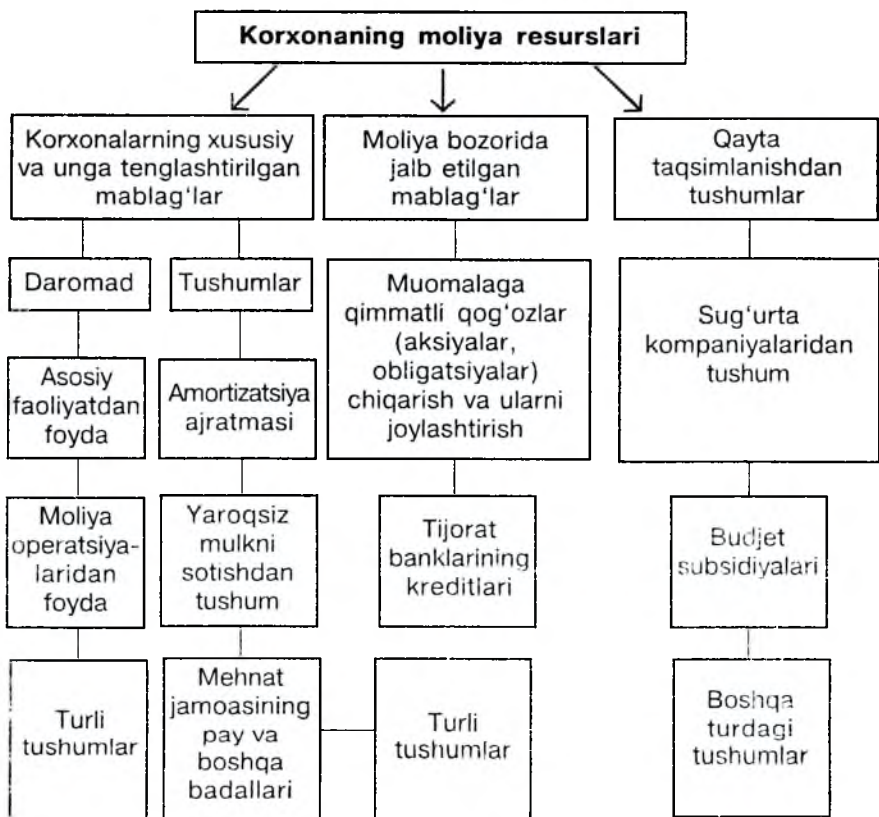 Korxonaning moliya resurslari
Korxonalarning xususiy
va unga tenglashtirilgan
mablag‘lar
Moliya bozorida
jalb etilgan
mablag‘lar
Qayta
taqsimlanishdan
tushumlar
Daromad
Tushumlar
Muomalaga
qimmatli qog‘ozlar
(aksiyalar,
obligatsiyalar)
chiqarish va ularni
joylashtirish
Sug‘urta
kompaniyalaridan
tushum
Asosiy
faoliyatdan
foyda
Amortizatsiya
ajratmasi
Moliya
operatsiya-
laridan
foyda
Yaroqsiz
mulkni
sotishdan
tushum
Tijorat
banklarining
kreditlari
Budjet
subsidiyalari
Turli
tushumlar
Mehnat
jamoasining
pay va
boshqa
badallari
Turli
tushumlar
Boshqa
turdagi
tushumlar